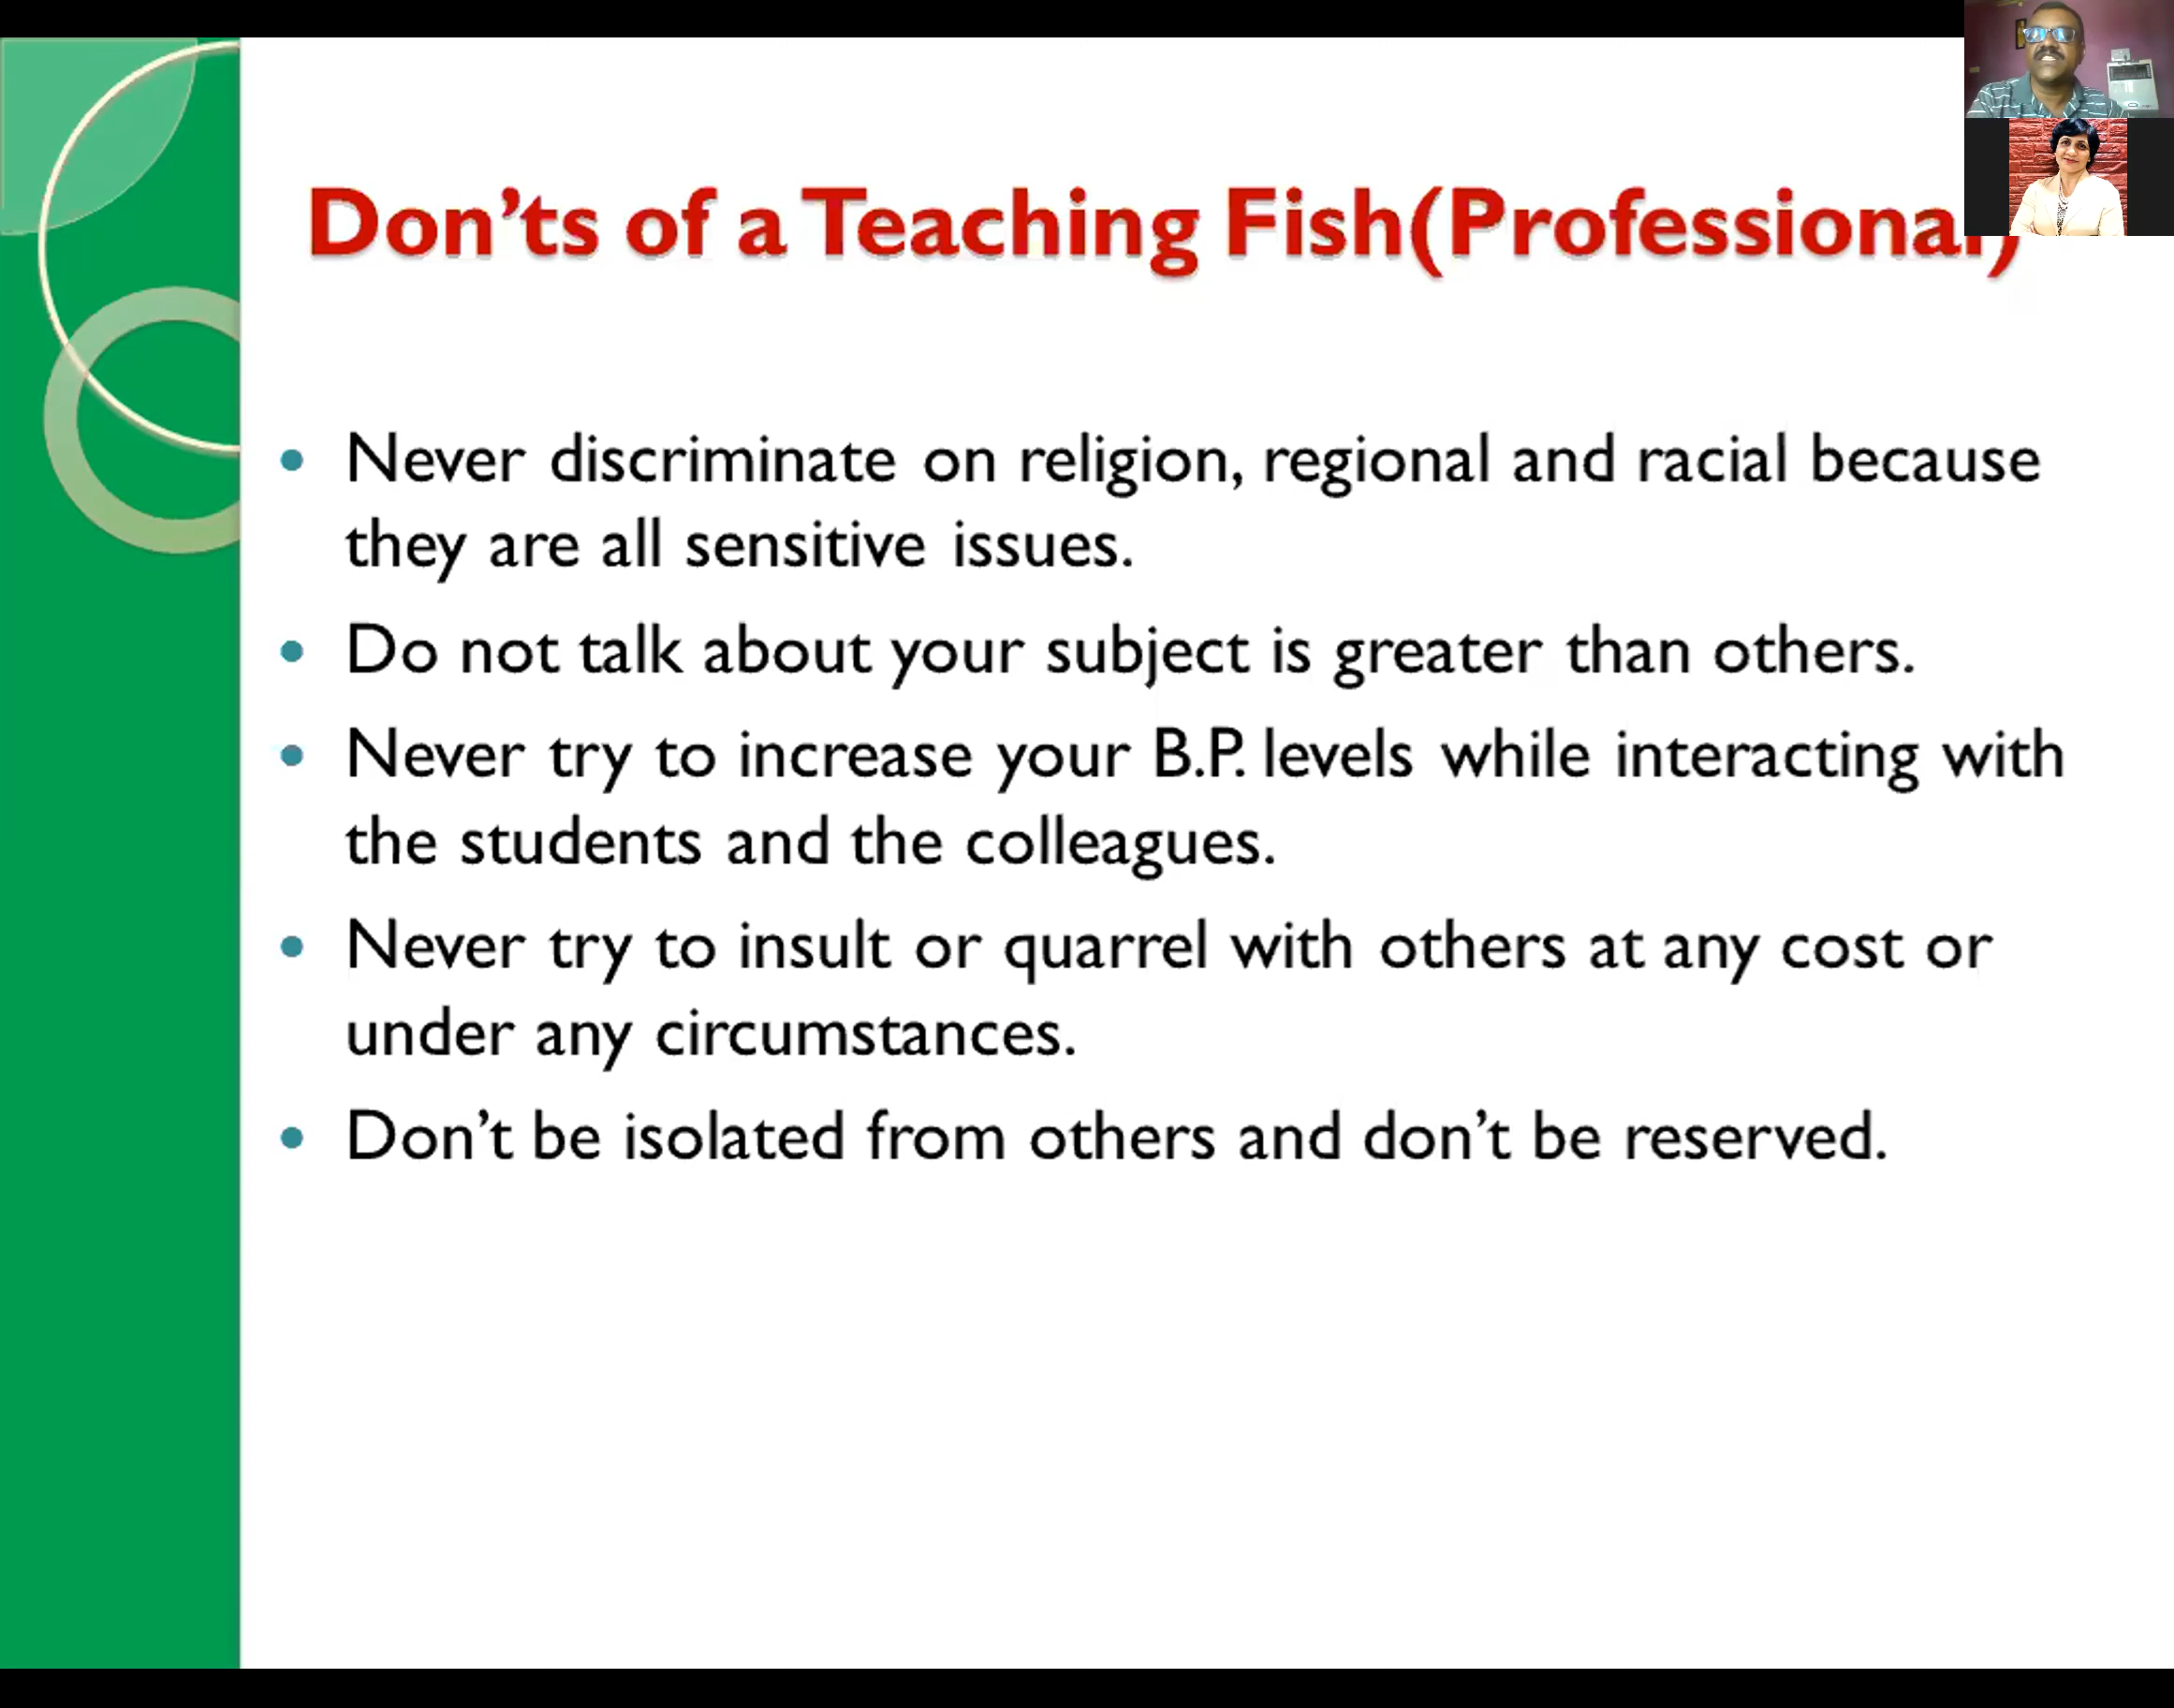 Don'ts of a Teaching Fish(Professional)
• Never discriminate on religion, regional and racial because
they are all sensitive issues.
• Do not talk about your subject is greater than others.
• Never try to increase your B.P. levels while interacting with
the students and the colleagues.
• Never try to insult or quarrel with others at any cost or
under any circumstances.
• Don't be isolated from others and don't be reserved.